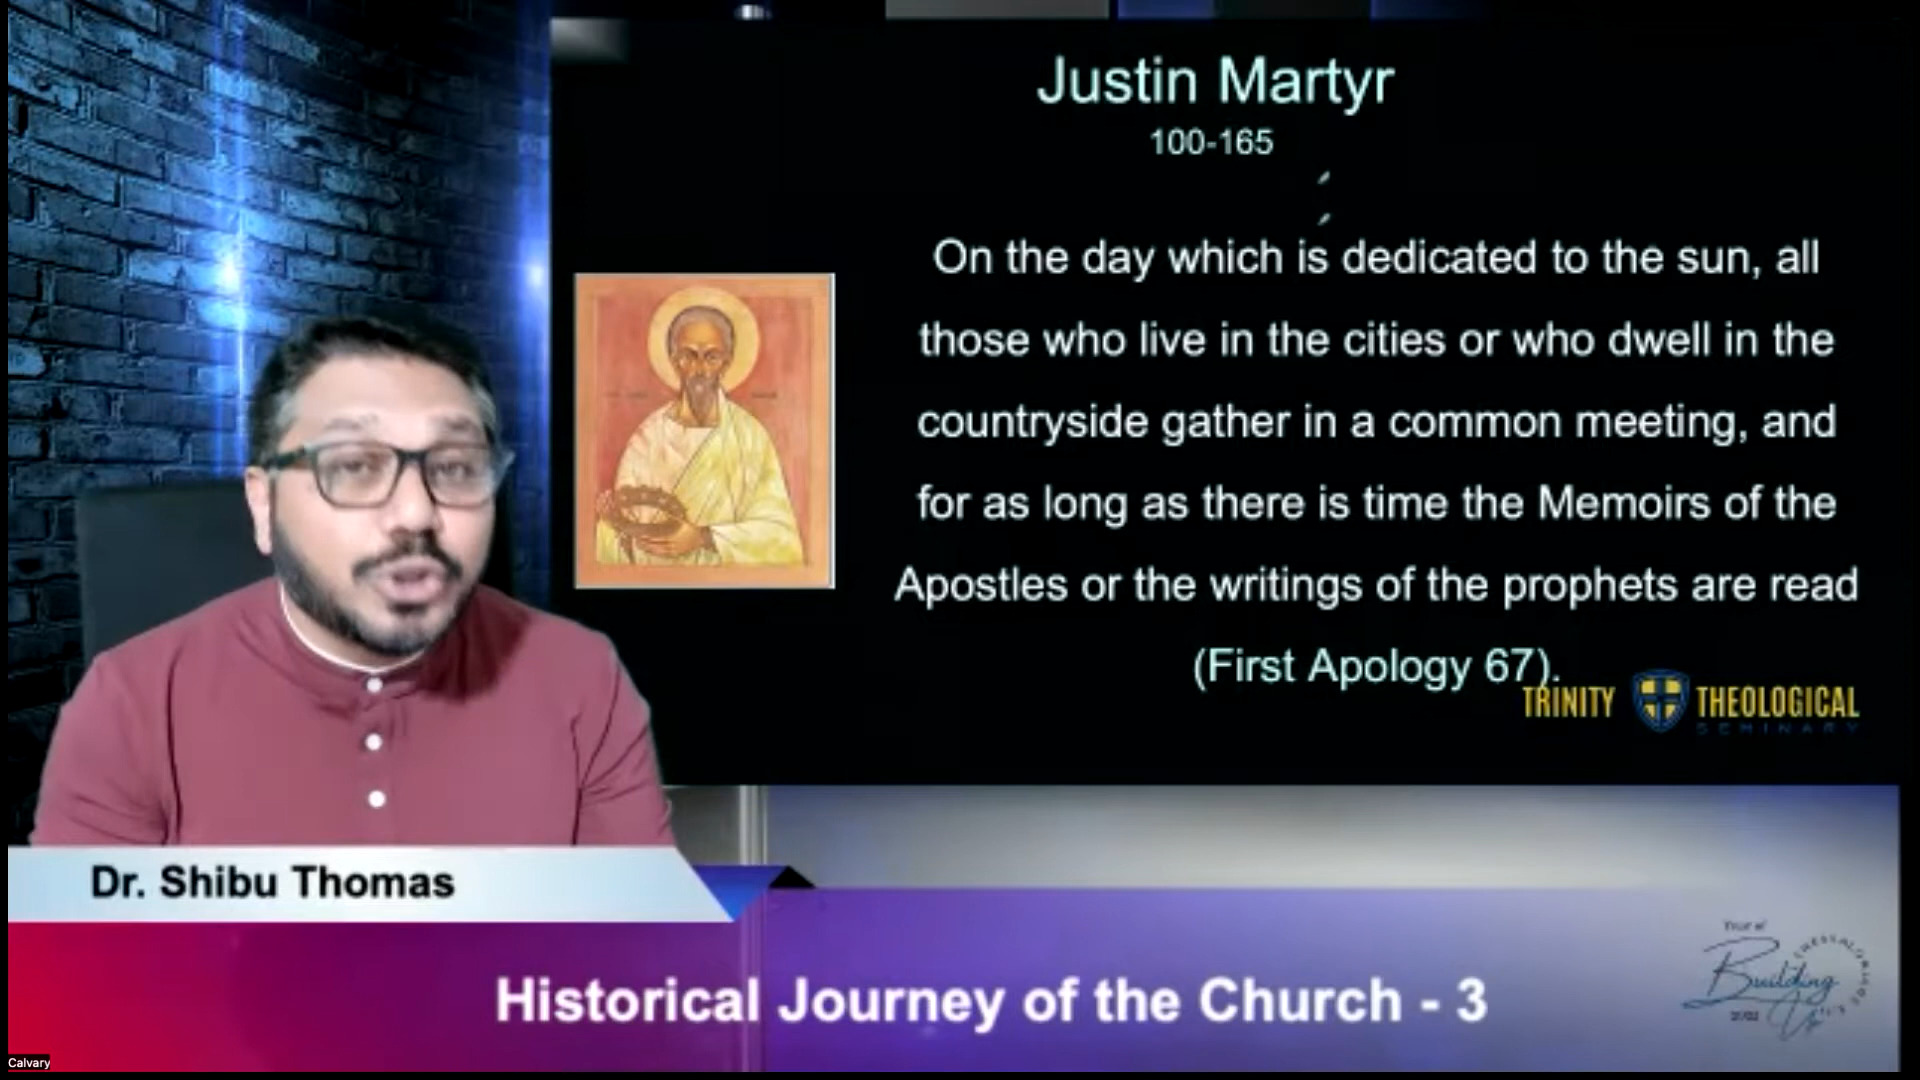 Justin Martyr
100-165
On the day which is dedicated to the sun, all
those who live in the cities or who dwell in the
countryside gather in a common meeting, and
for as long as there is time the Memoirs of the
Apostles or the writings of the prophets are read
(First Apology 67).
TRINITY THEOLOGICAL
SEMINARY
Dr. Shibu Thomas
Historical Journey of the Church - 3
Year of
Building
Calvary